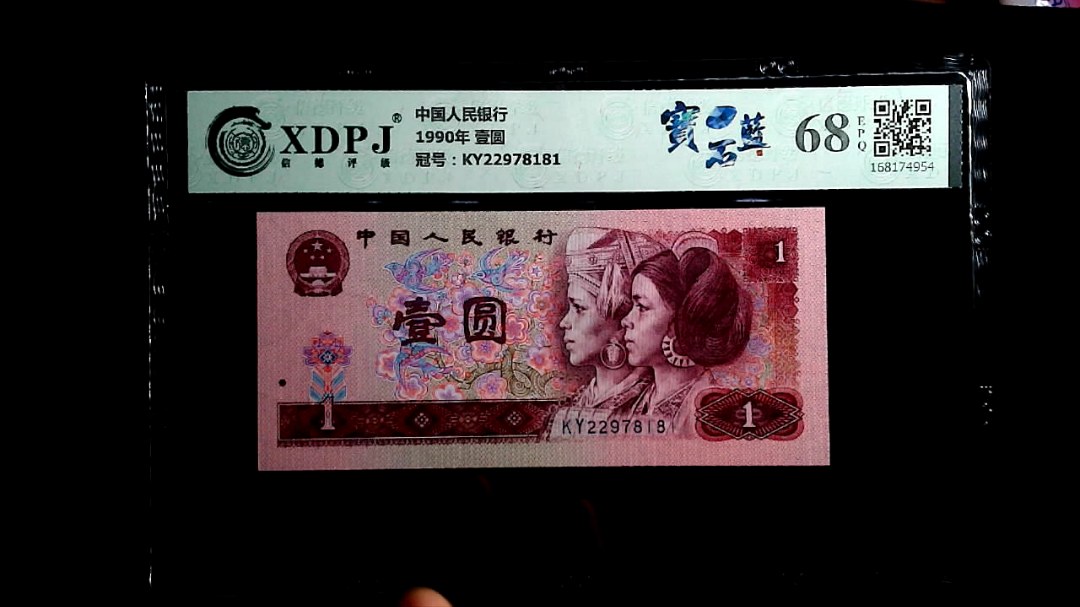 XDPJ®
信德评级
中国人民银行
1990年 壹圆
冠号：KY22978181
寶石蓝
68
EPQ
168174954
中国人民银行
1
壹圆
1
KY22978181
1